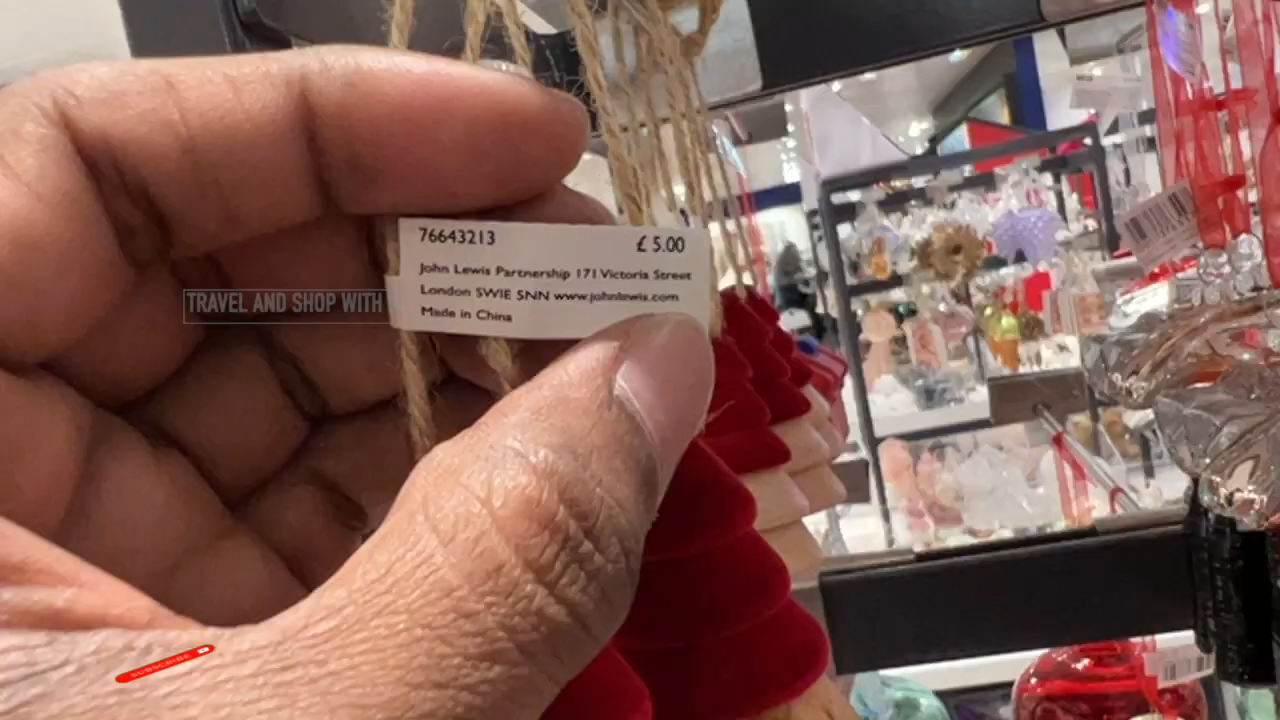 76643213 £ 5.00
John Lewis Partnership 171 Victoria Street
London SW1E 5NN www.johnlewis.com
Made in China
TRAVEL AND SHOP WITH
SUBSCRIBE